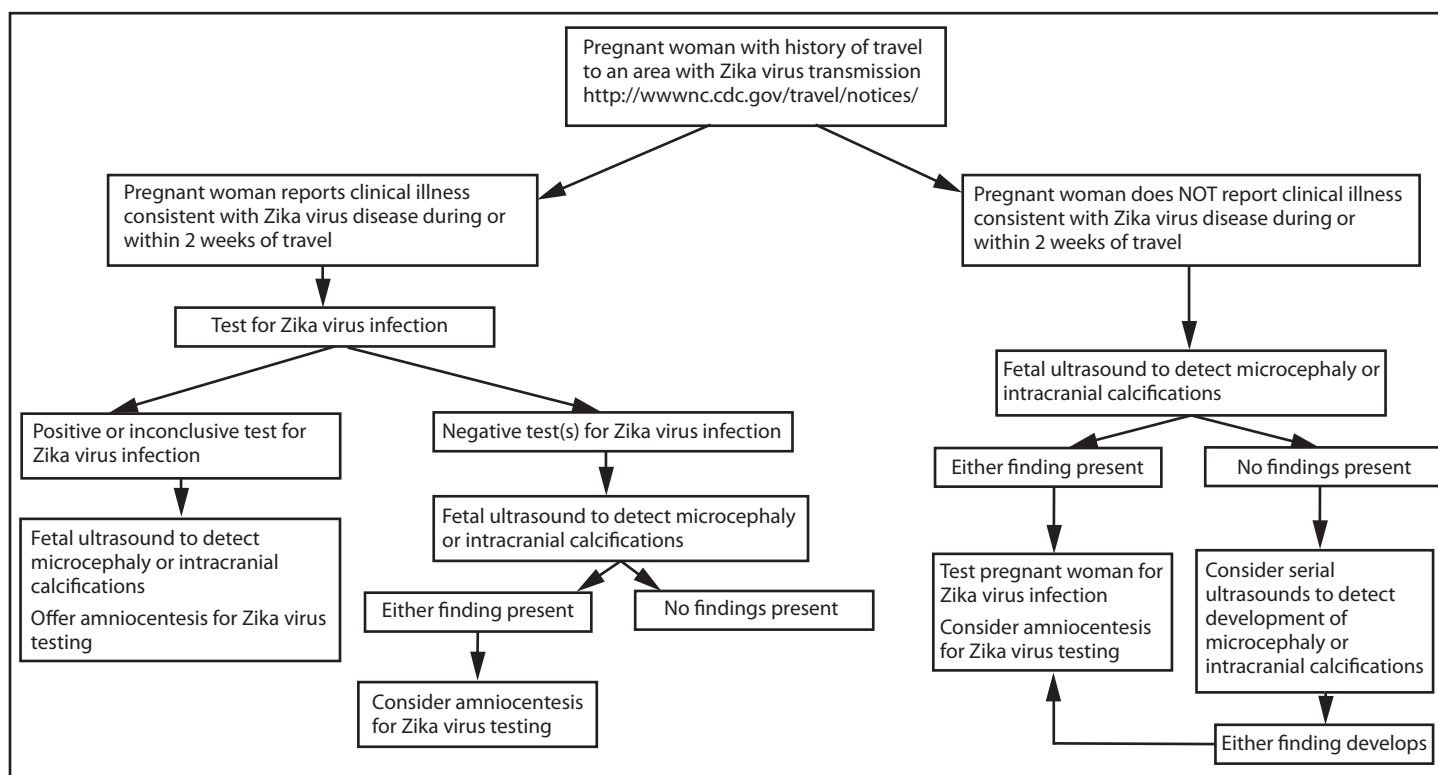 Pregnant woman with history of travel
to an area with Zika virus transmission
http://wwwnc.cdc.gov/travel/notices/
Pregnant woman reports clinical illness
consistent with Zika virus disease during or
within 2 weeks of travel
Pregnant woman does NOT report clinical illness
consistent with Zika virus disease during or
within 2 weeks of travel
Test for Zika virus infection
Fetal ultrasound to detect microcephaly or
intracranial calcifications
Positive or inconclusive test for
Zika virus infection
Negative test(s) for Zika virus infection
Either finding present
No findings present
Fetal ultrasound to detect
microcephaly or intracranial
calcifications
Offer amniocentesis for Zika virus
testing
Fetal ultrasound to detect microcephaly
or intracranial calcifications
Test pregnant woman for
Zika virus infection
Consider amniocentesis
for Zika virus testing
Consider serial
ultrasounds to detect
development of
microcephaly or
intracranial calcifications
Either finding present
No findings present
Consider amniocentesis
for Zika virus testing
Either finding develops